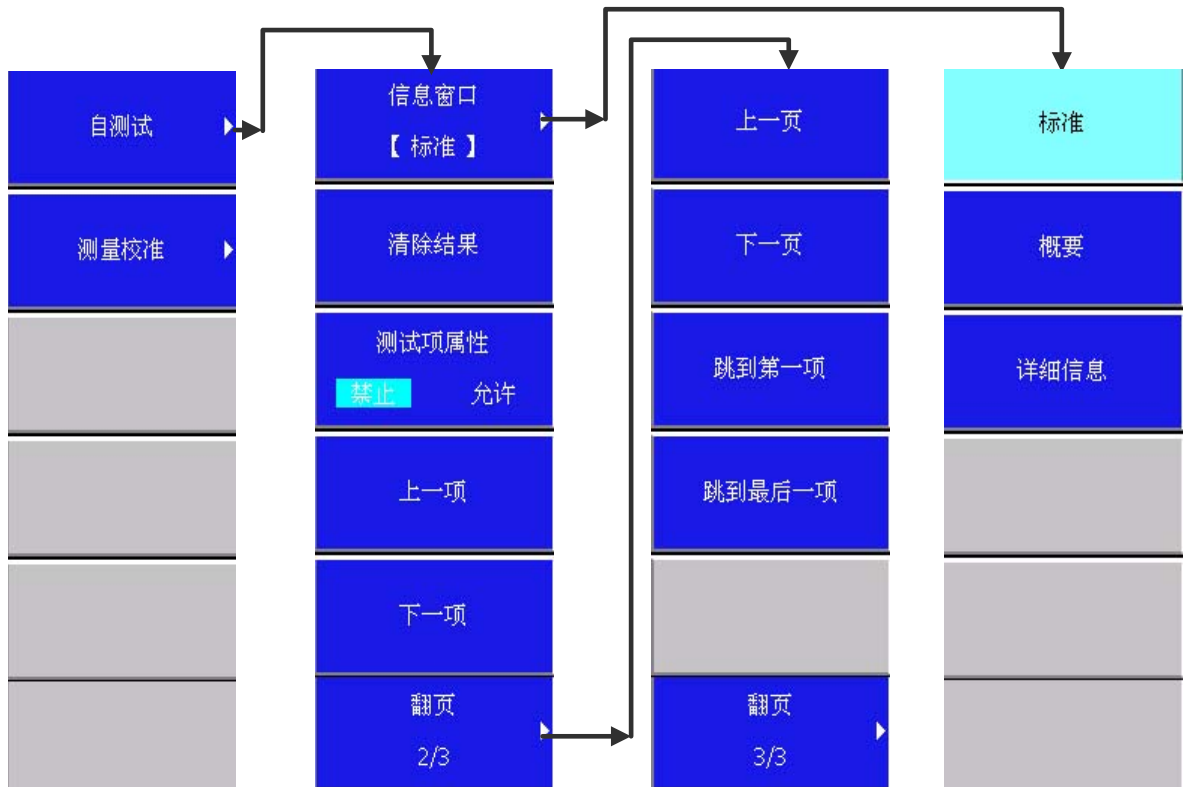 自测试
测量校准
信息窗口
【 标准 】
清除结果
测试项属性
禁止 允许
上一项
下一项
翻页
2/3
上一页
下一页
跳到第一项
跳到最后一项
翻页
3/3
标准
概要
详细信息